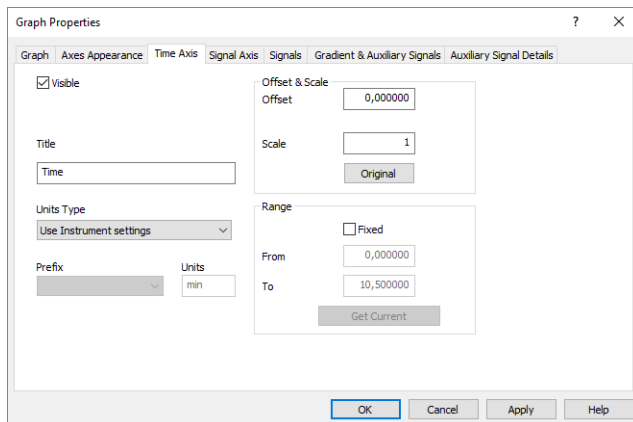 Graph Properties
?
Graph Axes Appearance Time Axis Signal Axis Signals Gradient & Auxiliary Signals Auxiliary Signal Details
Visible
Title
Time
Units Type
Use Instrument settings
Prefix Units
min
Offset & Scale
Offset 0,000000
Scale 1
Original
Range
Fixed
From 0,000000
To 10,500000
Get Current
OK Cancel Apply Help